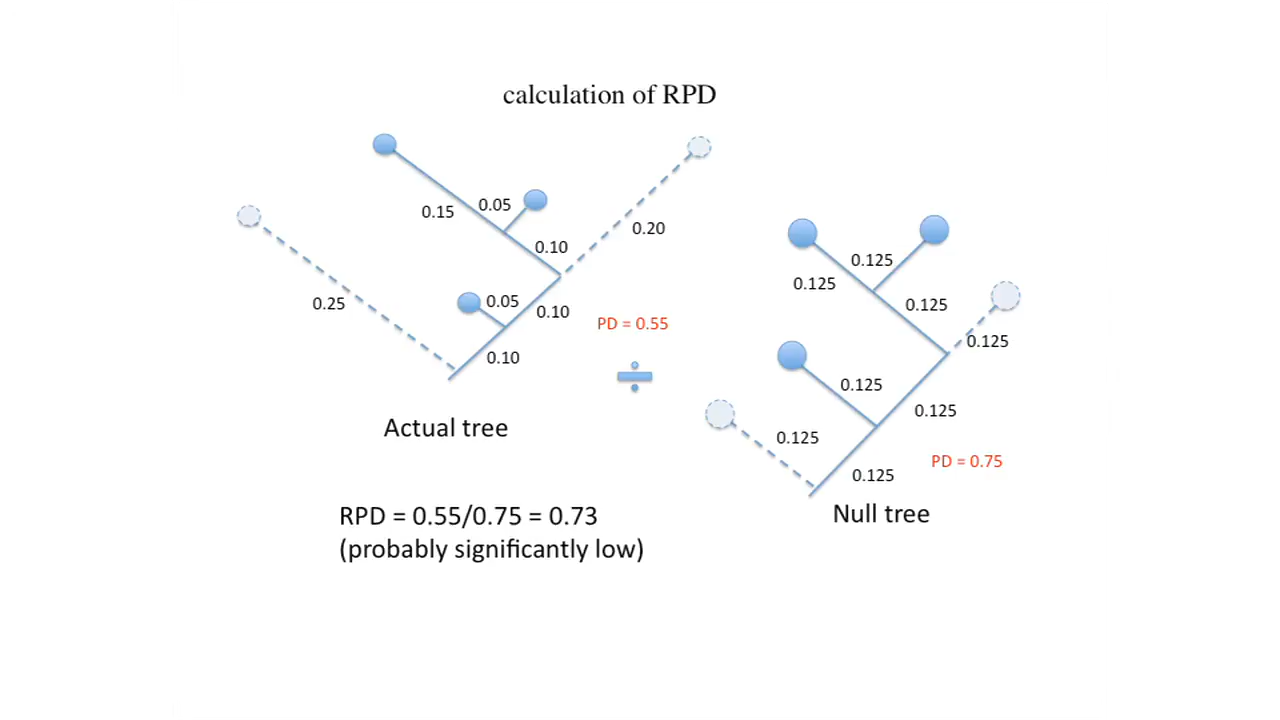 calculation of RPD
0.05
0.15
0.10
0.20
0.25
0.05
0.10
0.10
PD = 0.55
Actual tree
0.125
0.125
0.125
0.125
0.125
0.125
0.125
0.125
PD = 0.75
Null tree
RPD = 0.55/0.75 = 0.73
(probably significantly low)